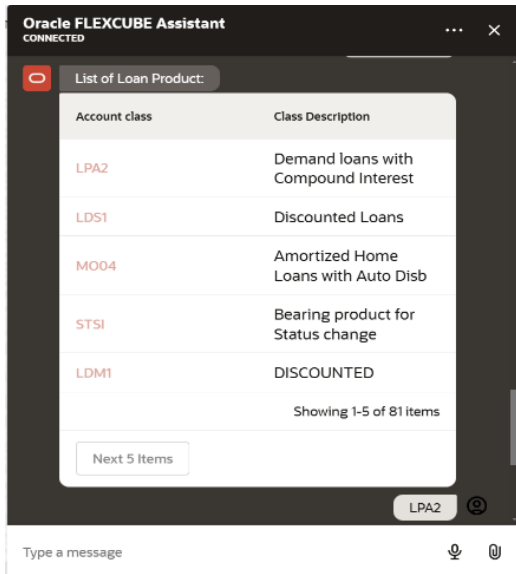 Oracle FLEXCUBE Assistant
CONNECTED
List of Loan Product:
Account class Class Description
LPA2 Demand loans with
Compound Interest
LDS1 Discounted Loans
MO04 Amortized Home
Loans with Auto Disb
STSI Bearing product for
Status change
LDM1 DISCOUNTED
Showing 1-5 of 81 items
Next 5 Items
LPA2
Type a message